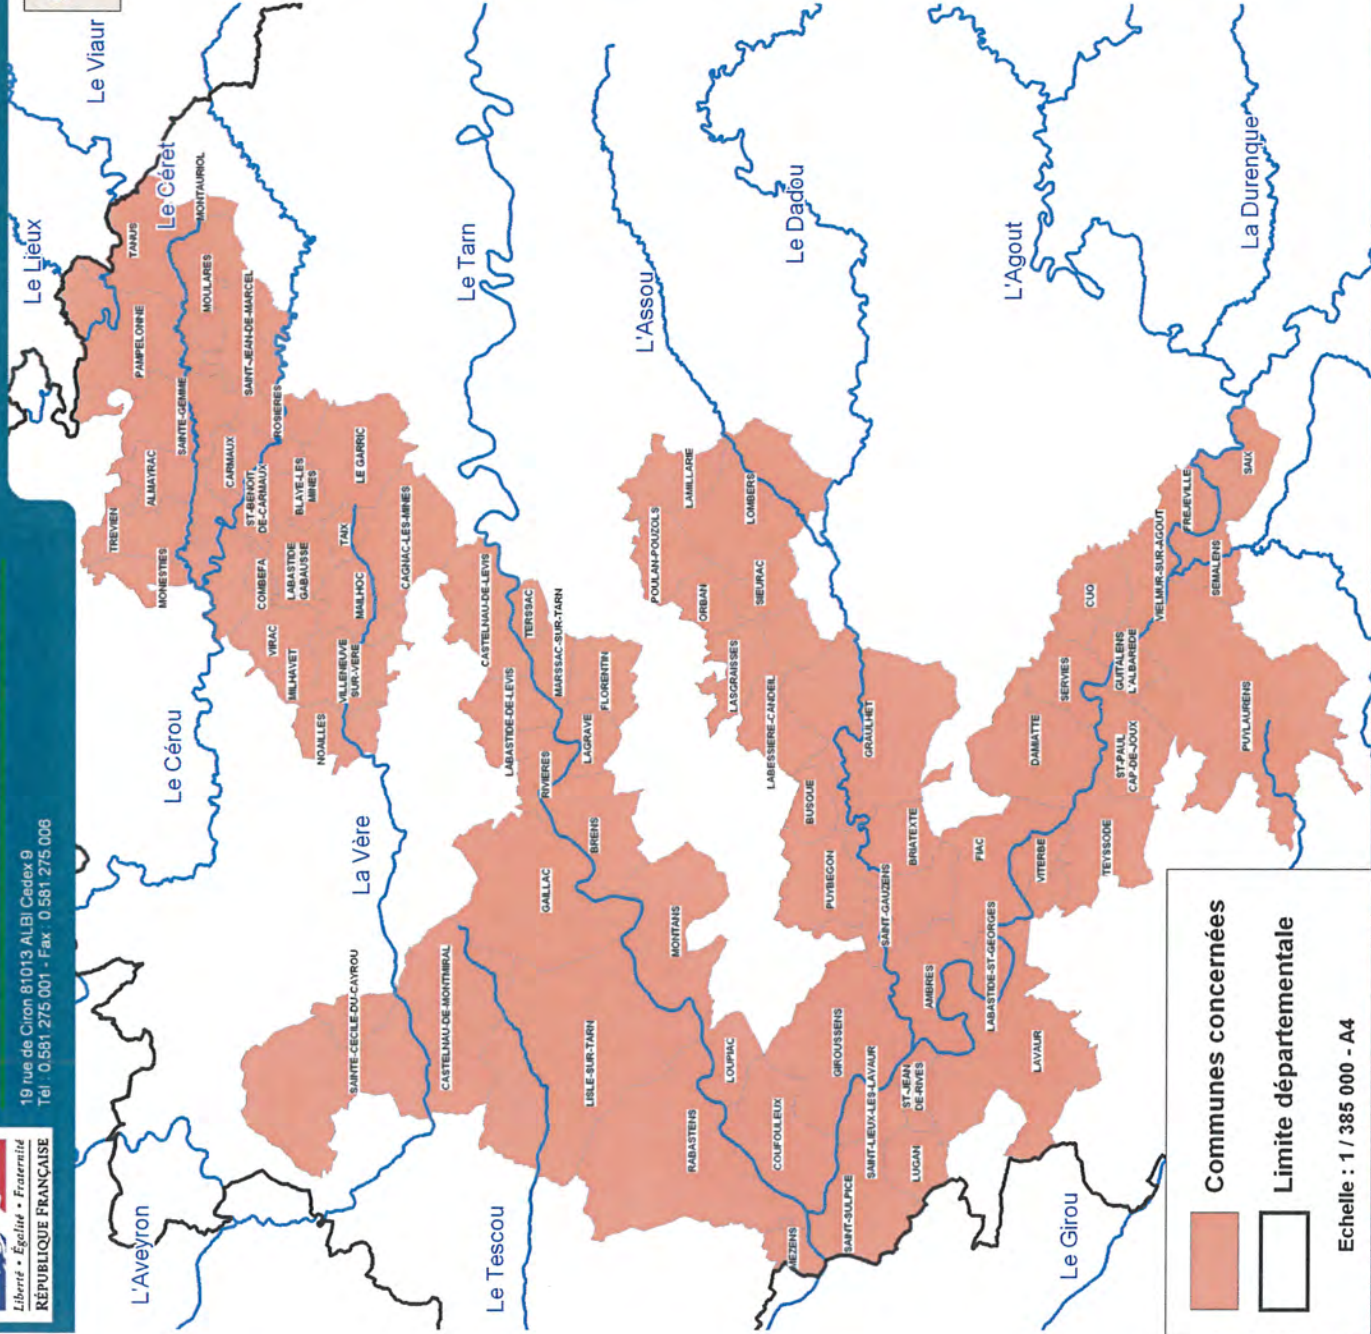 Liberté • Égalité • Fraternité
RÉPUBLIQUE FRANÇAISE
19 rue de Ciron 81013 ALBI Cedex 9
Tél : 0.581 275 001 - Fax : 0.581.275.006
L'Aveyron
Le Cérou
Le Lieux
Le Viaur
Le Céret
TANUS
MONTAURIOL
PAMPELONNE
MOULARES
SAINTE-GEMME
SAINT-JEAN-DE-MARCEL
TREVIEN
ALMAYRAC
MONESTIES
CARMAUX
ROSIERES
ST-BENOIT
DE-CARMAUX
COMBEFA
LABASTIDE
GABAUSSE
BLAYE-LES
MINES
LE GARRIC
VIRAC
MILHAVET
TAIX
MAILHOC
VILLENEUVE
SUR-VERE
NOAILLES
CAGNAC-LES-MINES
La Vère
Le Tarn
SAINTE-CECILE-DU-CAYROU
CASTELNAU-DE-MONTMIRAL
CASTELNAU-DE-LEVIS
LABASTIDE-DE-LEVIS
TERSSAC
MARSSAC-SUR-TARN
Le Tescou
GAILLAC
RIVIERES
LAGRAVE
FLORENTIN
LISLE-SUR-TARN
BRENS
L'Assou
MONTANS
POULAN-POUZOLS
LAMILLARIE
RABASTENS
LOUPIAC
ORBAN
LASGRAISSES
LOMBERS
SIEURAC
LABESSIERE-CANDEIL
Le Dadou
MEZENS
COUFOULEUX
BUSQUE
PUYBEGON
GIROUSSENS
SAINT-SULPICE
SAINT-LIEUX-LES-LAVAUR
SAINT-GAUZENS
GRAULHET
LUGAN
ST-JEAN
DE-RIVES
AMBRES
BRIATEXTE
LABASTIDE-ST-GEORGES
FIAC
L'Agout
LAVAUR
VITERBE
DAMIATTE
SERVIES
CUQ
Le Girou
TEYSSODE
ST-PAUL
CAP-DE-JOUX
GUITALENS
L'ALBAREDE
VIELMUR-SUR-AGOUT
FREJEVILLE
SEMALENS
SAIX
PUYLAURENS
La Durenque
Communes concernées
Limite départementale
Echelle : 1 / 385 000 - A4